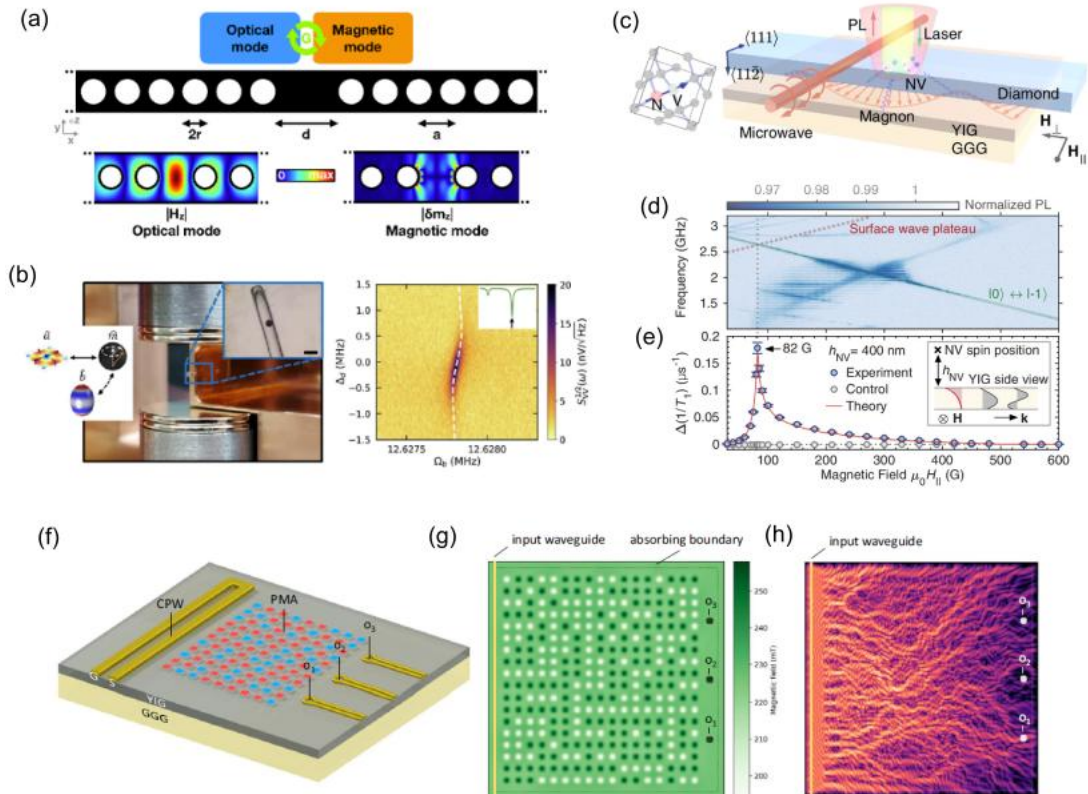 (a)
Optical
mode
G
Magnetic
mode
y
z
x
2r
d
a
0
max
|Hz|
Optical mode
|δmz|
Magnetic mode
(b)
a
m
b
Δd (MHz)
1.5
1.0
0.5
0.0
-0.5
-1.0
-1.5
12.6278
12.6280
Ωb (MHz)
20
15
10
5
0
S_VV^1/2(ω) (nV/√Hz)
(c)
⟨111⟩
⟨112̄⟩
N
V
PL
Laser
NV
Diamond
Magnon
Microwave
YIG
GGG
H⊥
H||
(d)
0.97
0.98
0.99
1
Normalized PL
Frequency
(GHz)
3
2.5
2
1.5
Surface wave plateau
|0⟩ ↔ |-1⟩
(e)
Δ(1/T1) (μs-1)
0.2
0.15
0.1
0.05
0
82 G
hNV = 400 nm
Experiment
Control
Theory
NV spin position
hNV
YIG side view
H
k
100
200
300
400
500
600
Magnetic Field μ0H|| (G)
(f)
CPW
PMA
O1
O2
O3
G
S
YIG
GGG
(g)
input waveguide
absorbing boundary
O3
O2
O1
250
240
230
220
210
200
Magnetic Field (mT)
(h)
input waveguide
O3
O2
O1